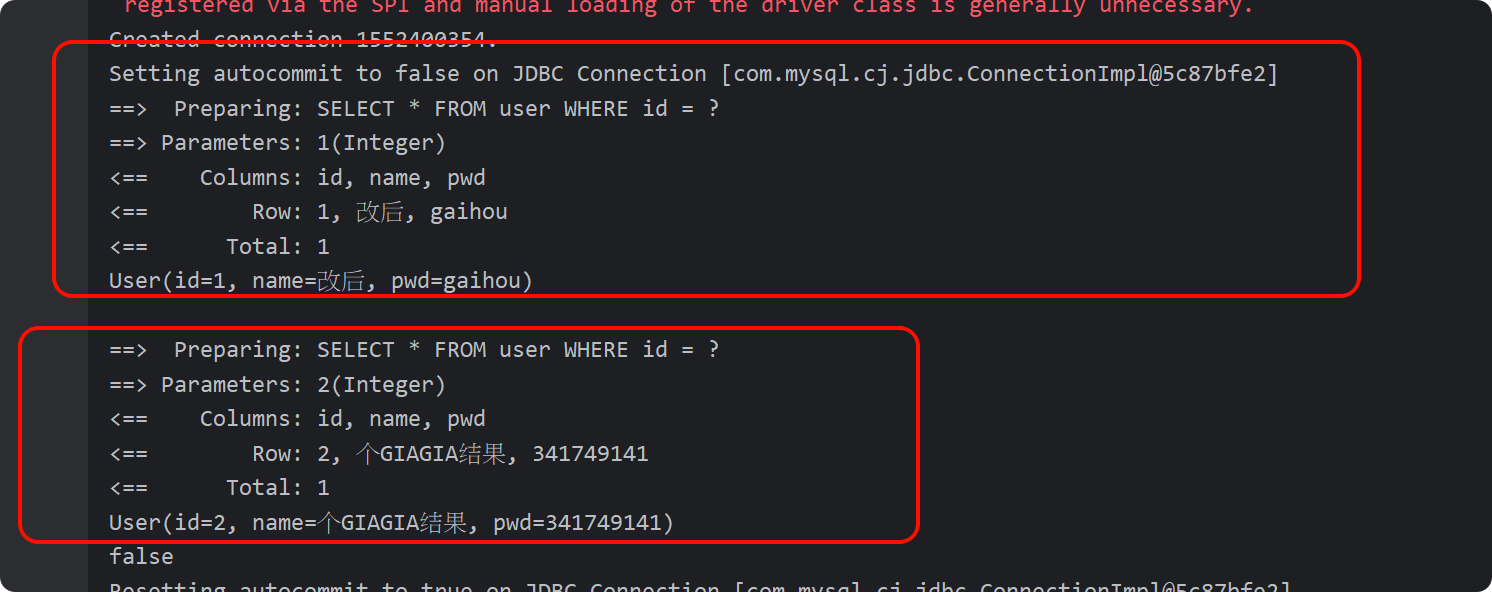 registered via the SPI and manual loading of the driver class is generally unnecessary.
Created connection 1552400354.
Setting autocommit to false on JDBC Connection [com.mysql.cj.jdbc.ConnectionImpl@5c87bfe2]
==>  Preparing: SELECT * FROM user WHERE id = ?
==> Parameters: 1(Integer)
<==    Columns: id, name, pwd
<==        Row: 1, 改后, gaihou
<==      Total: 1
User(id=1, name=改后, pwd=gaihou)
==>  Preparing: SELECT * FROM user WHERE id = ?
==> Parameters: 2(Integer)
<==    Columns: id, name, pwd
<==        Row: 2, 个GIAGIA结果, 341749141
<==      Total: 1
User(id=2, name=个GIAGIA结果, pwd=341749141)
false
Resetting autocommit to true on JDBC Connection [com.mysql.cj.jdbc.ConnectionImpl@5c87bfe2]